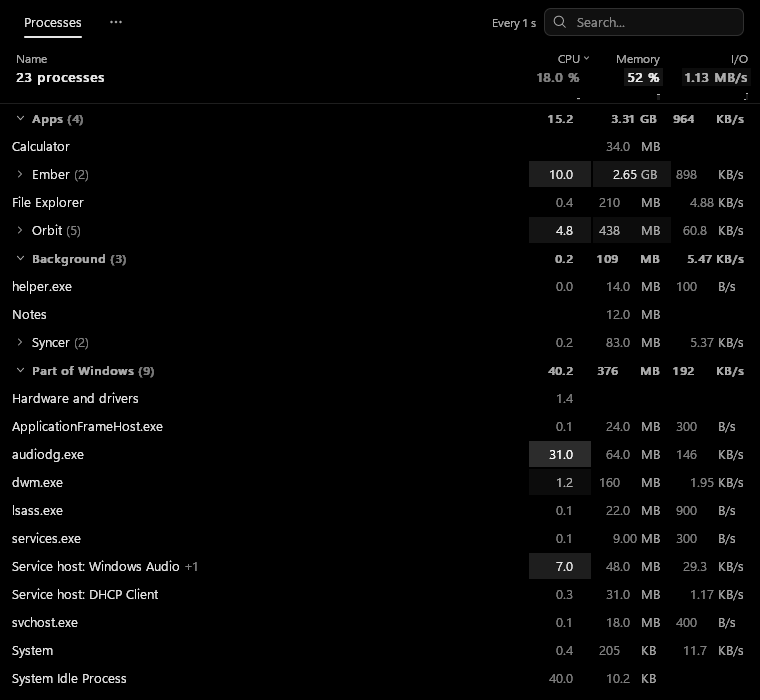 Processes ...
Every 1 s Search...
Name CPU Memory I/O
23 processes 18.0 % 52 % 1.13 MB/s
Apps (4) 15.2 3.31 GB 964 KB/s
Calculator 34.0 MB
Ember (2) 10.0 2.65 GB 898 KB/s
File Explorer 0.4 210 MB 4.88 KB/s
Orbit (5) 4.8 438 MB 60.8 KB/s
Background (3) 0.2 109 MB 5.47 KB/s
helper.exe 0.0 14.0 MB 100 B/s
Notes 12.0 MB
Syncer (2) 0.2 83.0 MB 5.37 KB/s
Part of Windows (9) 40.2 376 MB 192 KB/s
Hardware and drivers 1.4
ApplicationFrameHost.exe 0.1 24.0 MB 300 B/s
audiodg.exe 31.0 64.0 MB 146 KB/s
dwm.exe 1.2 160 MB 1.95 KB/s
lsass.exe 0.1 22.0 MB 900 B/s
services.exe 0.1 9.00 MB 300 B/s
Service host: Windows Audio +1 7.0 48.0 MB 29.3 KB/s
Service host: DHCP Client 0.3 31.0 MB 1.17 KB/s
svchost.exe 0.1 18.0 MB 400 B/s
System 0.4 205 KB 11.7 KB/s
System Idle Process 40.0 10.2 KB